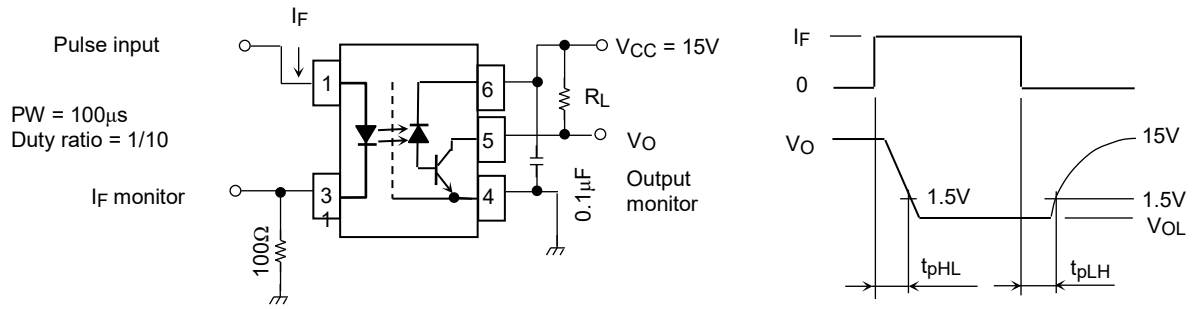 IF
Pulse input
VCC = 15V
IF
1
6
RL
0
PW = 100μs
Duty ratio = 1/10
5
VO
VO
15V
IF monitor
3
1
4
0.1μF
Output
monitor
1.5V
1.5V
VOL
100Ω
tpHL
tpLH